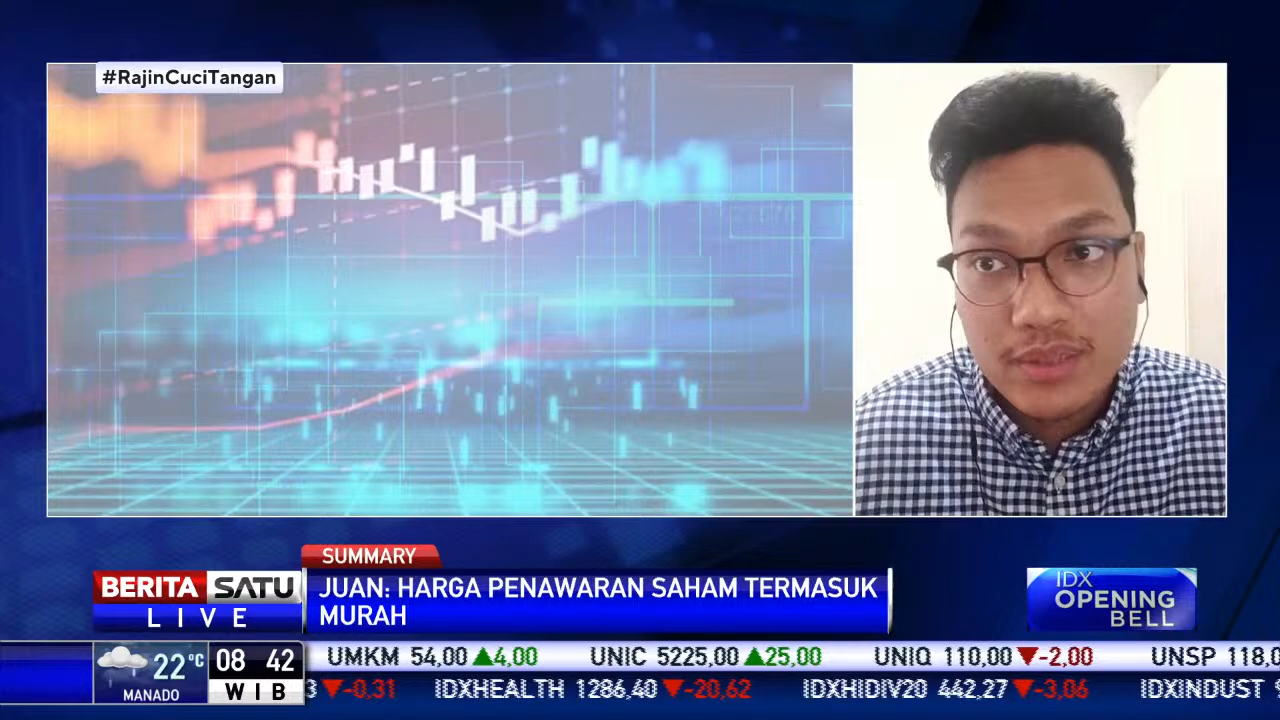 #RajinCuciTangan
SUMMARY
BERITA SATU
LIVE
JUAN: HARGA PENAWARAN SAHAM TERMASUK
MURAH
IDX
OPENING
BELL
22°C
MANADO
08 42
WIB
UMKM 54,00 ▲4,00 UNIC 5225,00 ▲25,00 UNIQ 110,00 ▼-2,00 UNSP 118,0
3 ▼-0,31 IDXHEALTH 1286,48 ▼-20,62 IDXHIDIV20 442,27 ▼-3,06 IDXINDUST